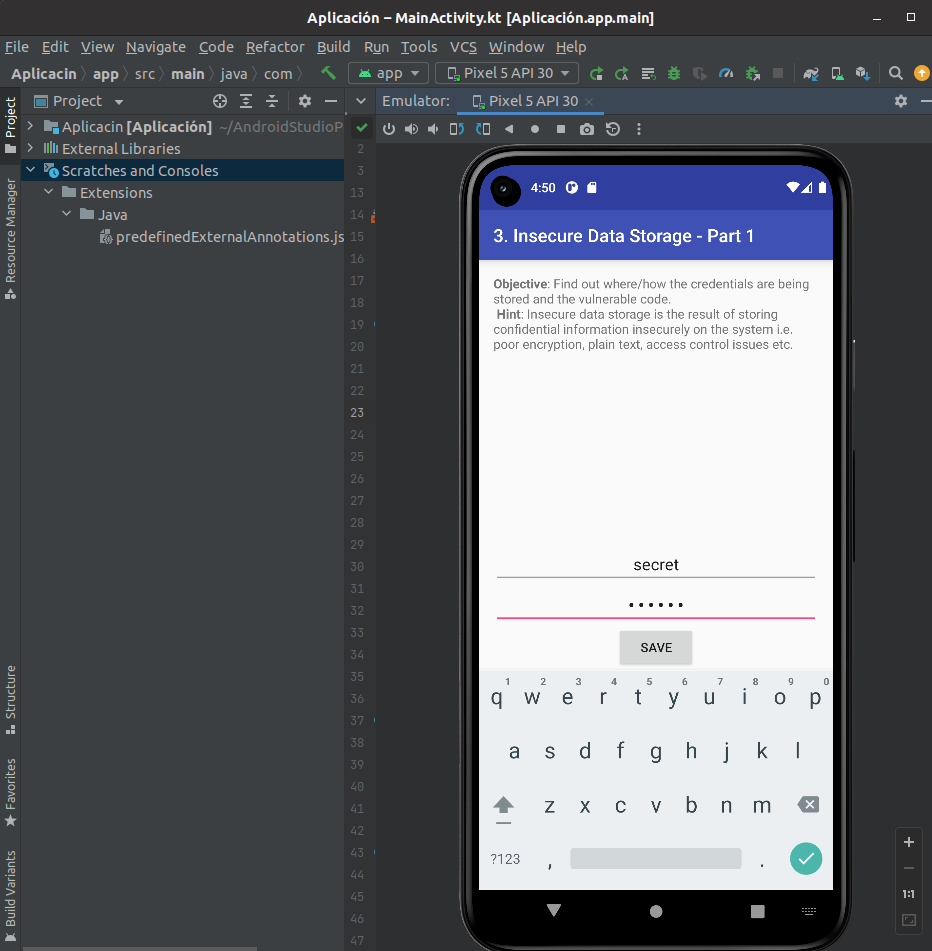 Aplicación – MainActivity.kt [Aplicación.app.main]
File Edit View Navigate Code Refactor Build Run Tools VCS Window Help
Aplicacin app src main java com app Pixel 5 API 30
Project
Emulator: Pixel 5 API 30
Project
Resource Manager
Structure
Favorites
Build Variants
Aplicacin [Aplicación] ~/AndroidStudioP
External Libraries
Scratches and Consoles
Extensions
Java
predefinedExternalAnnotations.js
2
3
13
14
15
16
17
18
19
20
21
22
23
24
25
26
27
28
29
30
31
32
33
34
35
36
37
38
39
40
41
42
43
44
45
46
47
4:50
3. Insecure Data Storage - Part 1
Objective: Find out where/how the credentials are being
stored and the vulnerable code.
Hint: Insecure data storage is the result of storing
confidential information insecurely on the system i.e.
poor encryption, plain text, access control issues etc.
secret
••••••
SAVE
1 2 3 4 5 6 7 8 9 0
q w e r t y u i o p
a s d f g h j k l
z x c v b n m
?123 , .
1:1